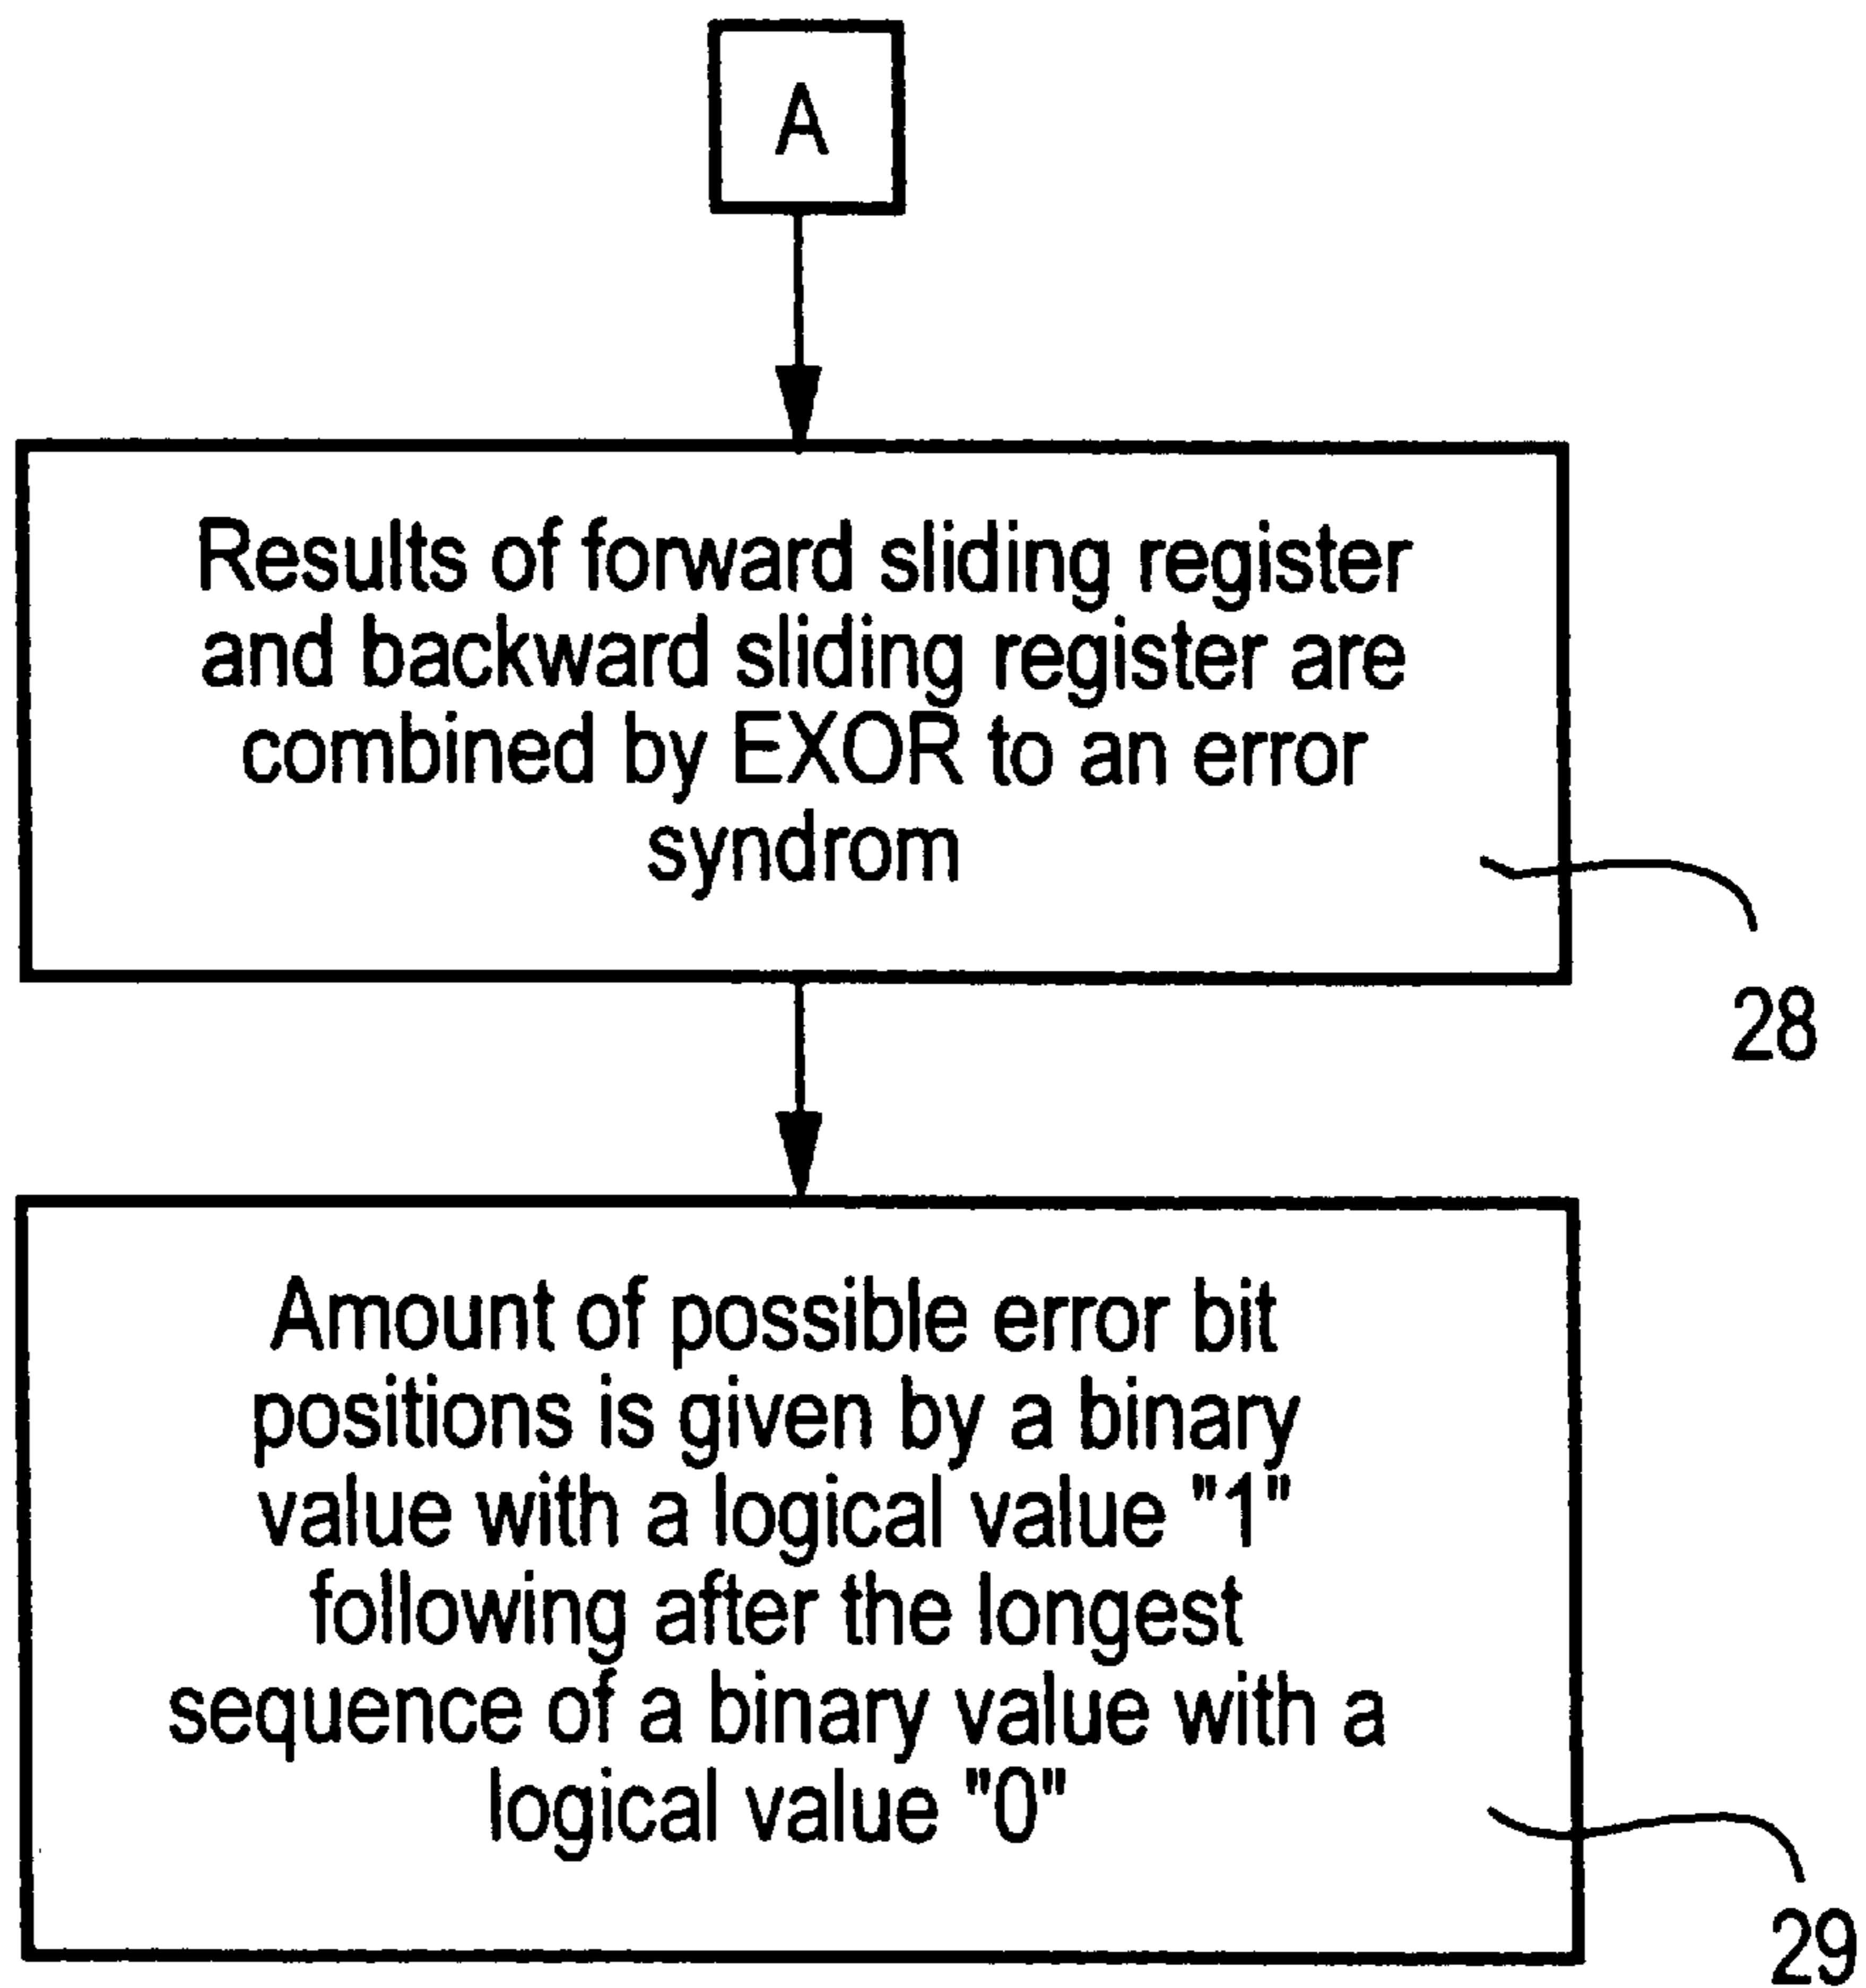 A
Results of forward sliding register
and backward sliding register are
combined by EXOR to an error
syndrom
28
Amount of possible error bit
positions is given by a binary
value with a logical value "1"
following after the longest
sequence of a binary value with a
logical value "0"
29